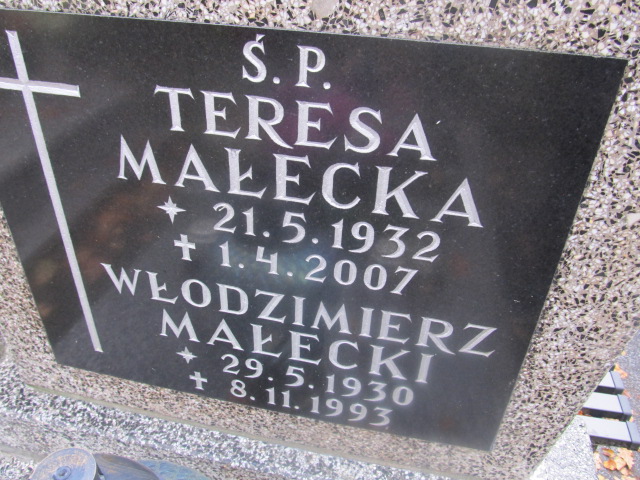 Ś. P.
TERESA
MAŁECKA
* 21.5.1932
✝ 1.4.2007
WŁODZIMIERZ
MAŁECKI
* 29.5.1930
✝ 8.11.1993